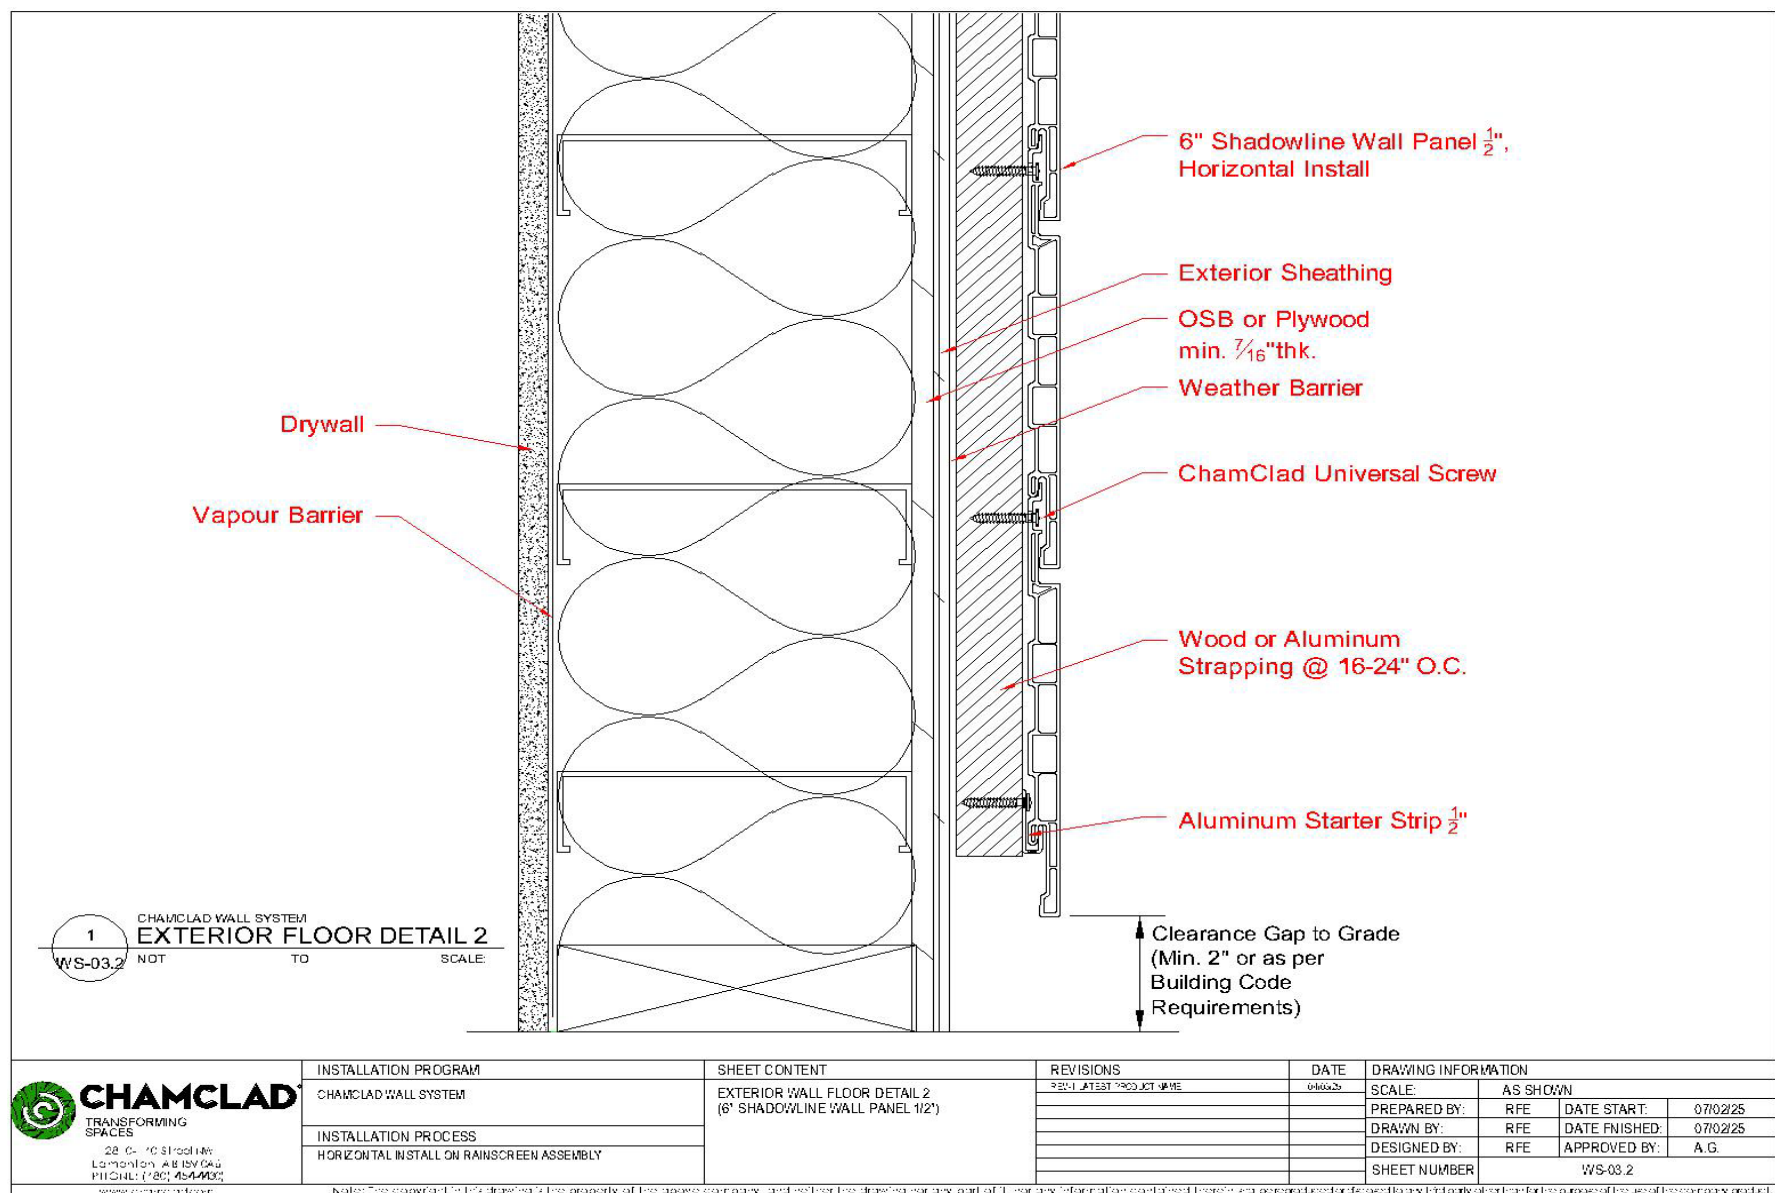 6" Shadowline Wall Panel 1/2",
Horizontal Install
Exterior Sheathing
OSB or Plywood
min. 7/16"thk.
Weather Barrier
Drywall
ChamClad Universal Screw
Vapour Barrier
Wood or Aluminum
Strapping @ 16-24" O.C.
Aluminum Starter Strip 1/2"
Clearance Gap to Grade
(Min. 2" or as per
Building Code
Requirements)
1
WS-03.2
CHAMCLAD WALL SYSTEM
EXTERIOR FLOOR DETAIL 2
NOT TO SCALE:
CHAMCLAD
TRANSFORMING
SPACES
INSTALLATION PROGRAM
CHAMCLAD WALL SYSTEM
INSTALLATION PROCESS
HORIZONTAL INSTALL ON RAINSCREEN ASSEMBLY
SHEET CONTENT
EXTERIOR WALL FLOOR DETAIL 2
(6" SHADOWLINE WALL PANEL 1/2")
REVISIONS DATE
LATEST PRODUCT NAME
DRAWING INFORMATION
SCALE: AS SHOWN
PREPARED BY: RFE DATE START: 07/02/25
DRAWN BY: RFE DATE FNISHED: 07/02/25
DESIGNED BY: RFE APPROVED BY: A.G.
SHEET NUMBER WS-03.2